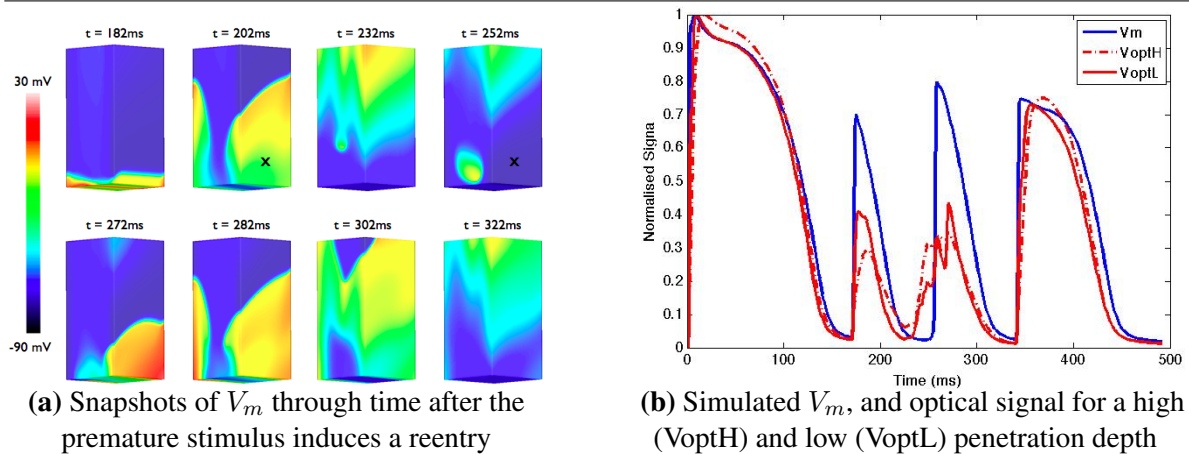 t = 182ms
t = 202ms
t = 232ms
t = 252ms
30 mV
X
X
t = 272ms
t = 282ms
t = 302ms
t = 322ms
-90 mV
(a) Snapshots of Vm through time after the
premature stimulus induces a reentry
1
0.9
0.8
0.7
0.6
0.5
0.4
0.3
0.2
0.1
0
Normalised Signa
Vm
VoptH
VoptL
0
100
200
300
400
500
Time (ms)
(b) Simulated Vm, and optical signal for a high
(VoptH) and low (VoptL) penetration depth